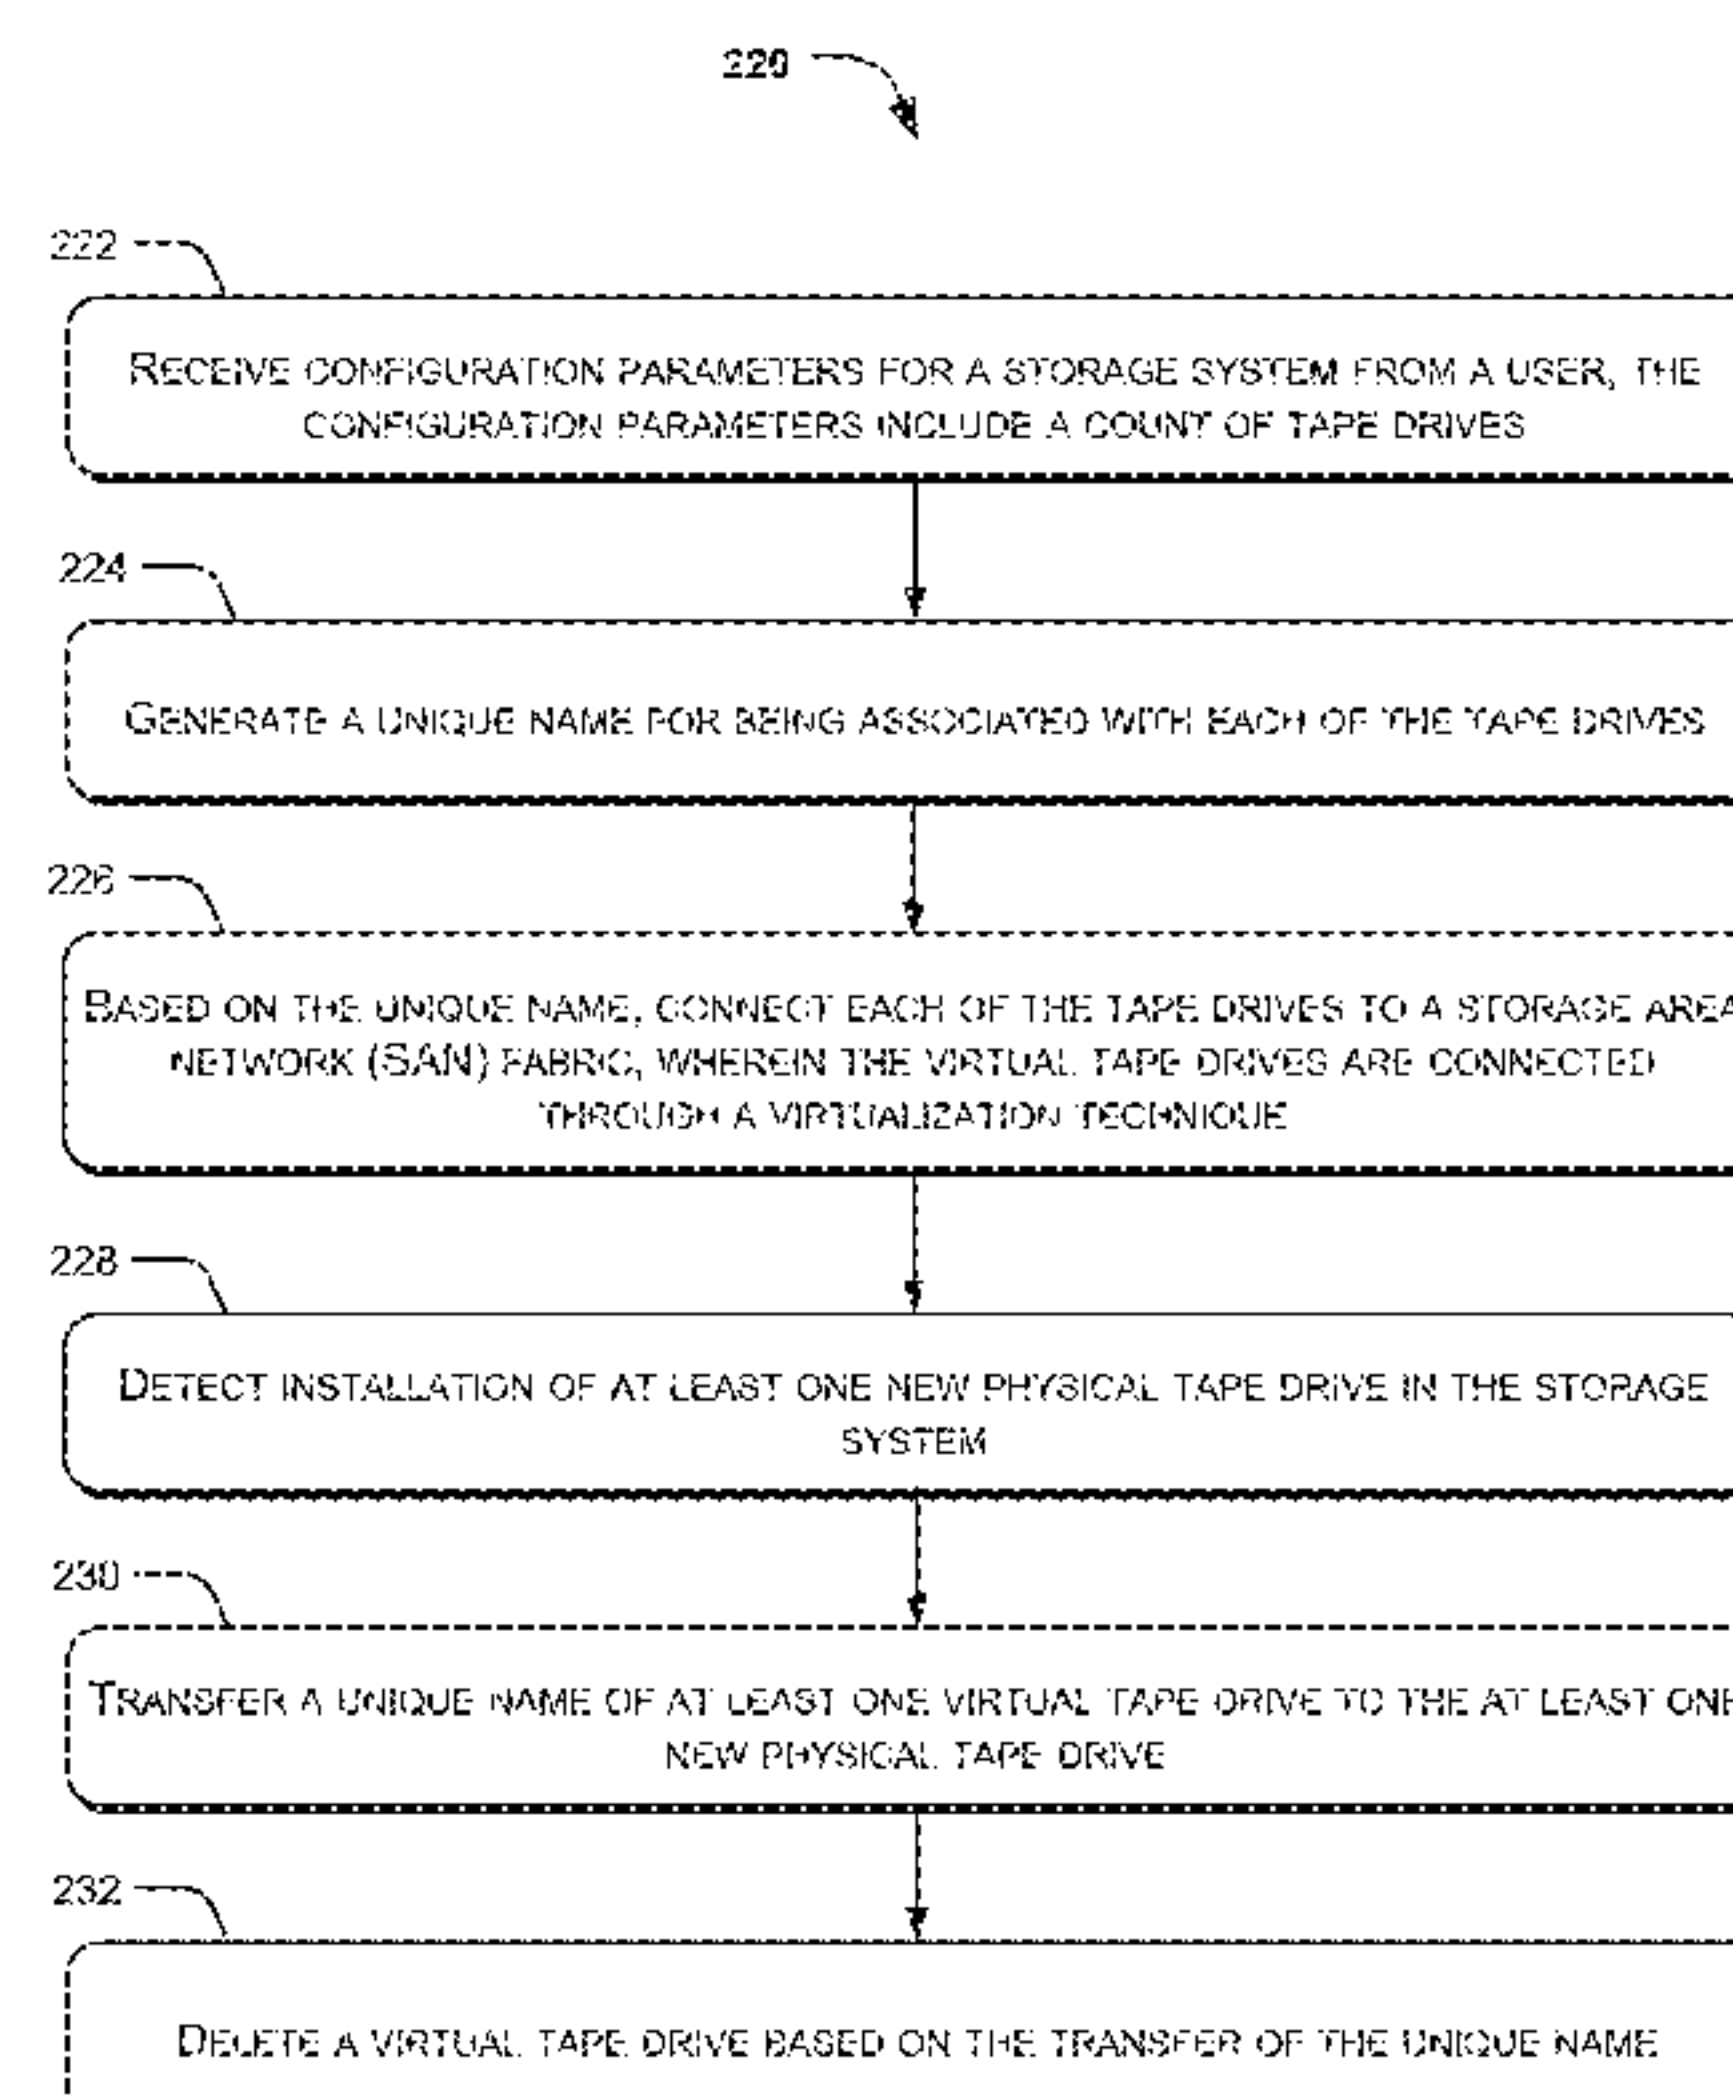 220
222
RECEIVE CONFIGURATION PARAMETERS FOR A STORAGE SYSTEM FROM A USER, THE
CONFIGURATION PARAMETERS INCLUDE A COUNT OF TAPE DRIVES
224
GENERATE A UNIQUE NAME FOR BEING ASSOCIATED WITH EACH OF THE TAPE DRIVES
226
BASED ON THE UNIQUE NAME, CONNECT EACH OF THE TAPE DRIVES TO A STORAGE AREA
NETWORK (SAN) FABRIC, WHEREIN THE VIRTUAL TAPE DRIVES ARE CONNECTED
THROUGH A VIRTUALIZATION TECHNIQUE
228
DETECT INSTALLATION OF AT LEAST ONE NEW PHYSICAL TAPE DRIVE IN THE STORAGE
SYSTEM
230
TRANSFER A UNIQUE NAME OF AT LEAST ONE VIRTUAL TAPE DRIVE TO THE AT LEAST ONE
NEW PHYSICAL TAPE DRIVE
232
DELETE A VIRTUAL TAPE DRIVE BASED ON THE TRANSFER OF THE UNIQUE NAME